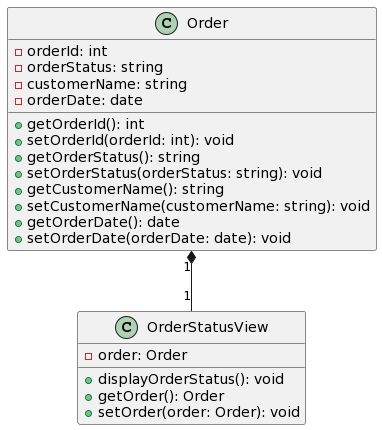 C Order
orderId: int
orderStatus: string
customerName: string
orderDate: date
getOrderId(): int
setOrderId(orderId: int): void
getOrderStatus(): string
setOrderStatus(orderStatus: string): void
getCustomerName(): string
setCustomerName(customerName: string): void
getOrderDate(): date
setOrderDate(orderDate: date): void
1
1
C OrderStatusView
order: Order
displayOrderStatus(): void
getOrder(): Order
setOrder(order: Order): void